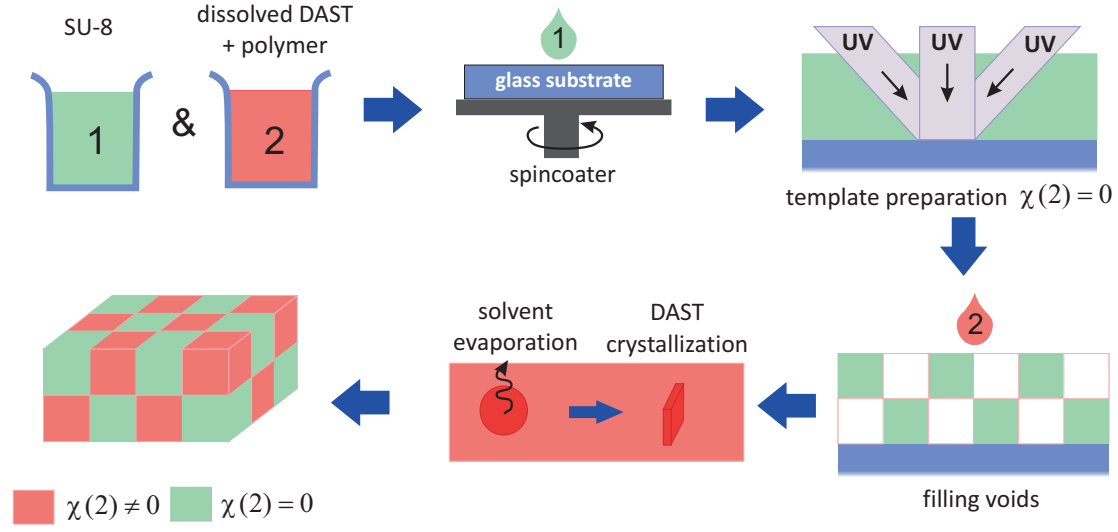 SU-8
dissolved DAST
+ polymer
1
&
2
1
glass substrate
spincoater
UV
UV
UV
template preparation χ(2) = 0
2
filling voids
solvent
evaporation
DAST
crystallization
χ(2) ≠ 0
χ(2) = 0